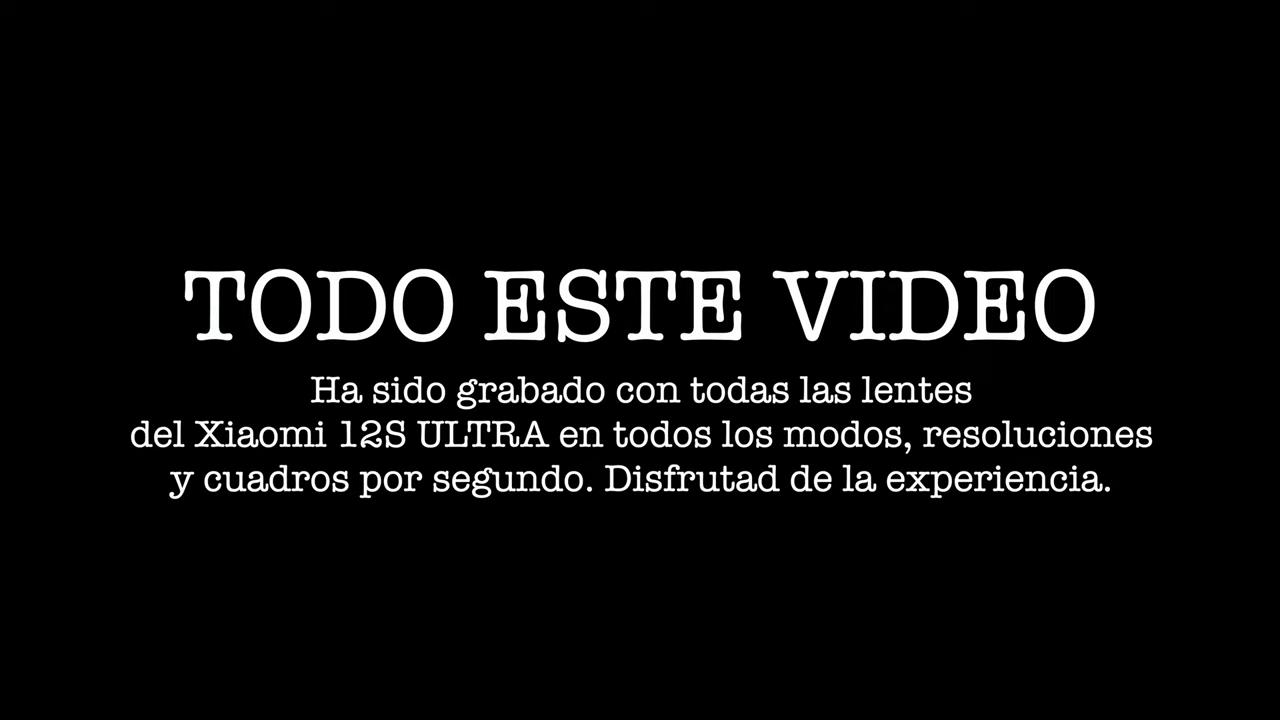 TODO ESTE VIDEO
Ha sido grabado con todas las lentes
del Xiaomi 12S ULTRA en todos los modos, resoluciones
y cuadros por segundo. Disfrutad de la experiencia.